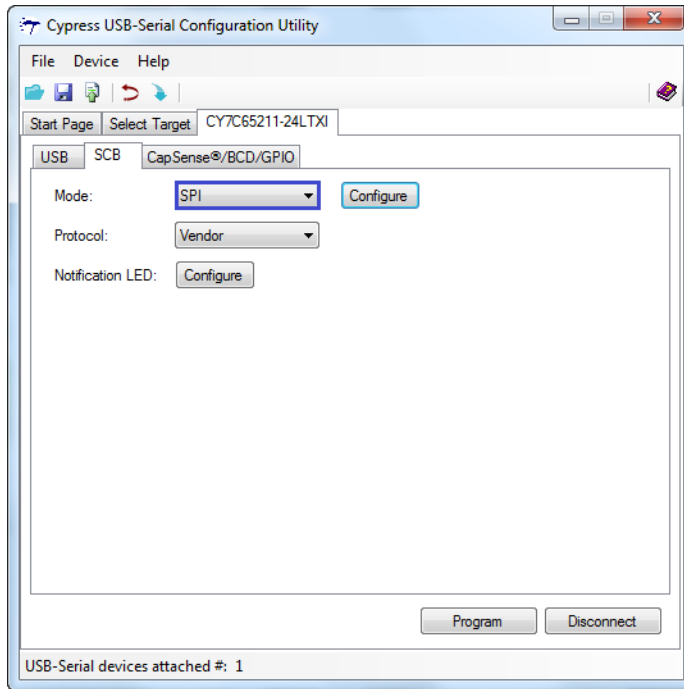 Cypress USB-Serial Configuration Utility
File Device Help
Start Page Select Target CY7C65211-24LTXI
USB SCB CapSense®/BCD/GPIO
Mode: SPI Configure
Protocol: Vendor
Notification LED: Configure
Program Disconnect
USB-Serial devices attached #: 1